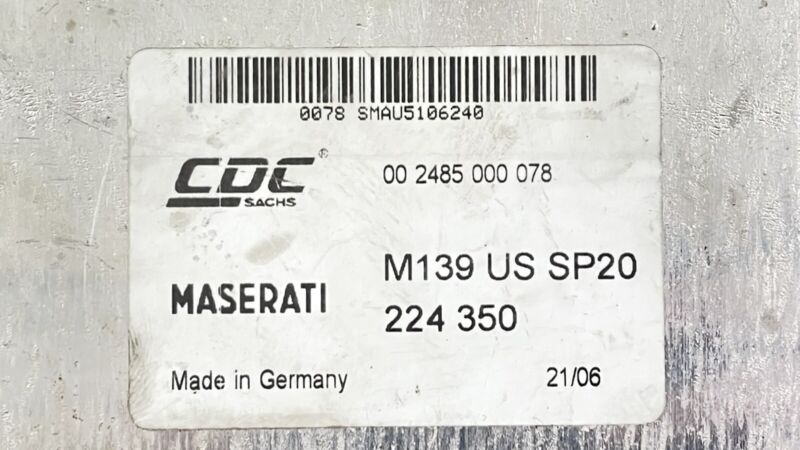 0078 SMAU5106240
CDC®
SACHS
00 2485 000 078
MASERATI
M139 US SP20
224 350
Made in Germany
21/06